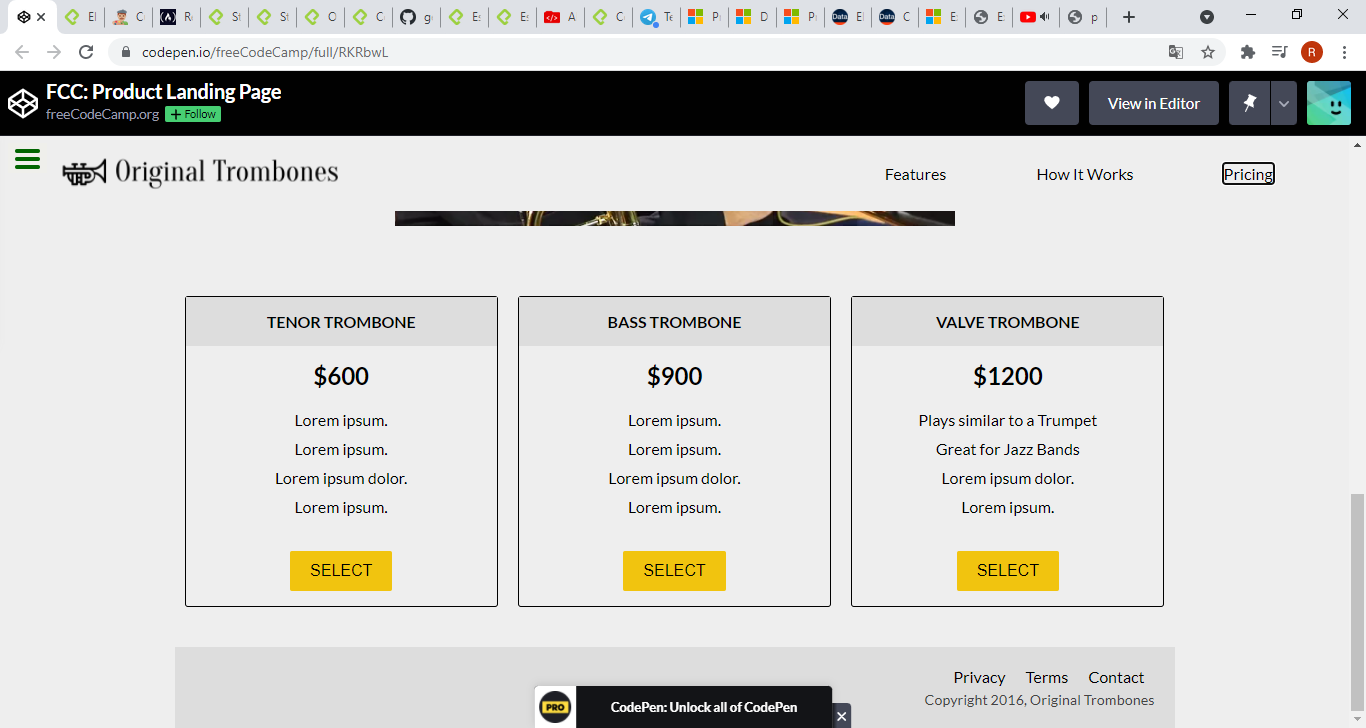 codepen.io/freeCodeCamp/full/RKRbwL
R
FCC: Product Landing Page
freeCodeCamp.org + Follow
View in Editor
Original Trombones
Features How It Works Pricing
TENOR TROMBONE
$600
Lorem ipsum.
Lorem ipsum.
Lorem ipsum dolor.
Lorem ipsum.
SELECT
BASS TROMBONE
$900
Lorem ipsum.
Lorem ipsum.
Lorem ipsum dolor.
Lorem ipsum.
SELECT
VALVE TROMBONE
$1200
Plays similar to a Trumpet
Great for Jazz Bands
Lorem ipsum dolor.
Lorem ipsum.
SELECT
Privacy Terms Contact
Copyright 2016, Original Trombones
PRO CodePen: Unlock all of CodePen